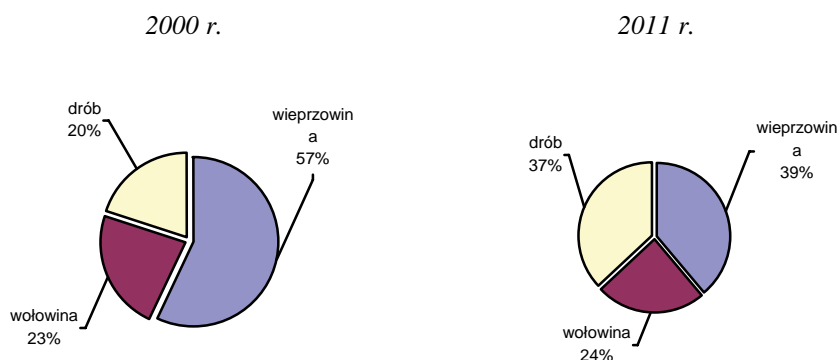 2000 r.
drób
20%
wieprzowin
a
57%
wołowina
23%
2011 r.
drób
37%
wieprzowin
a
39%
wołowina
24%